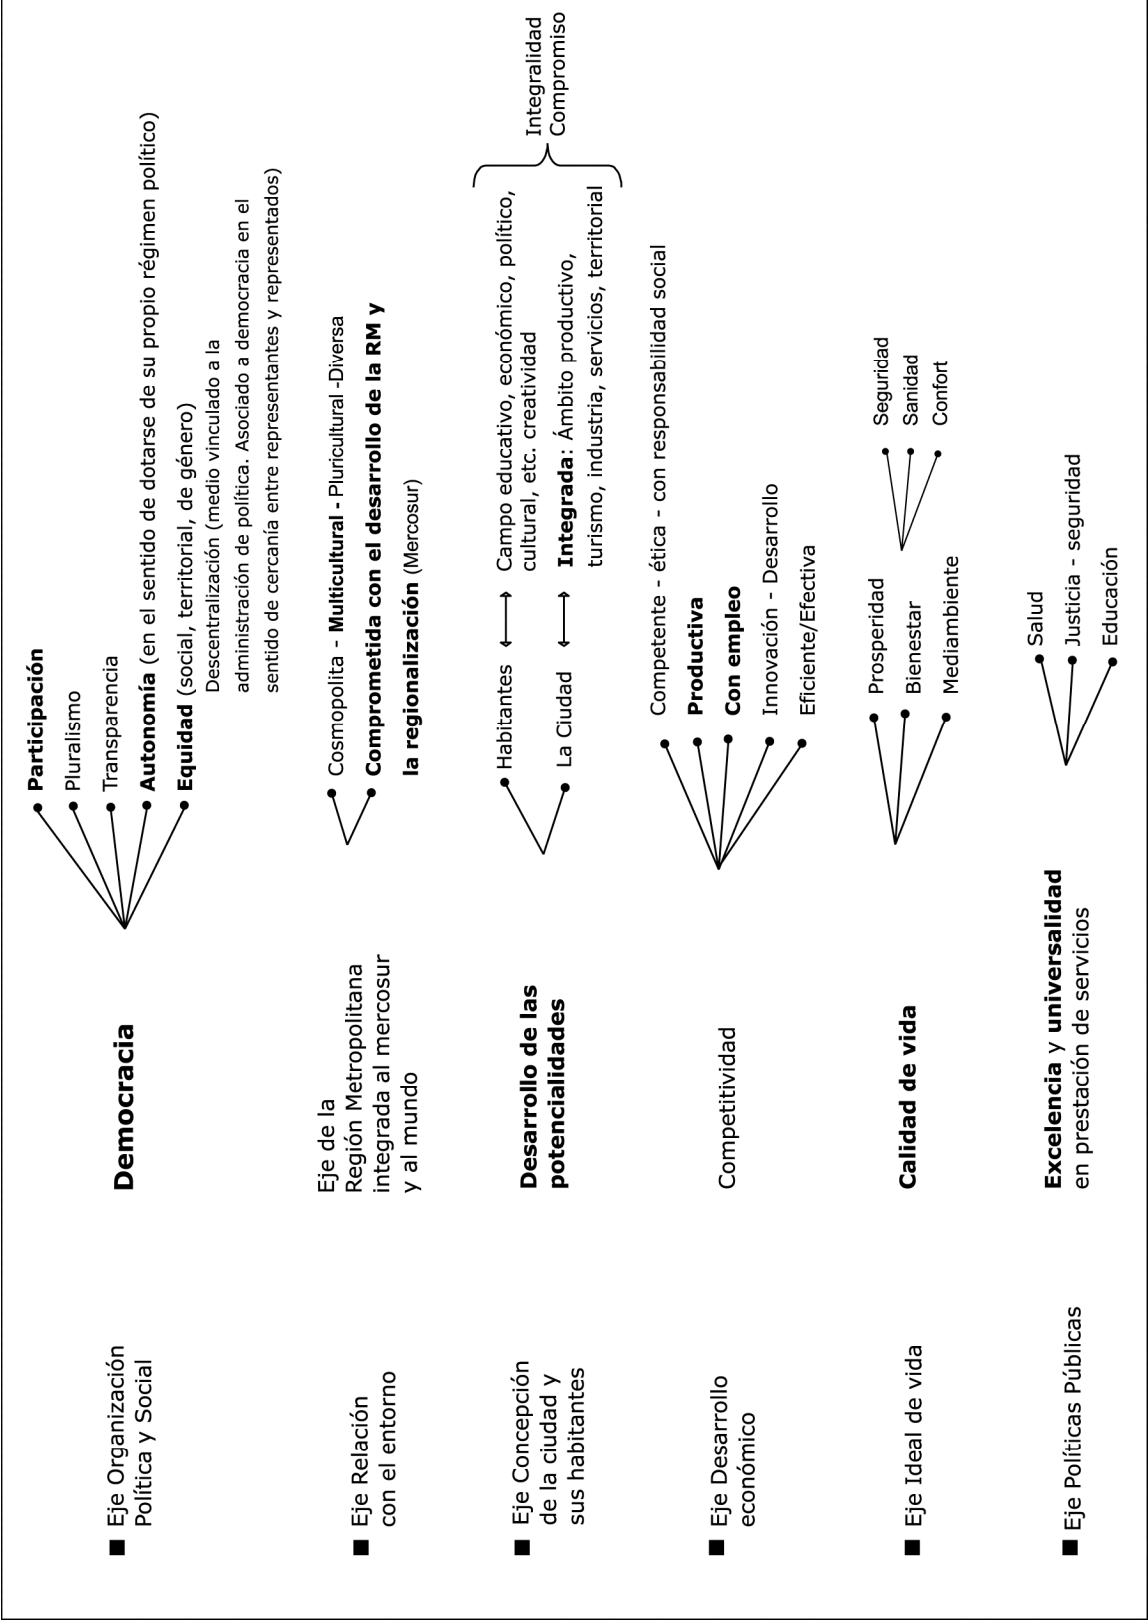 ■ Eje Organización
Política y Social
Democracia
Participación
Pluralismo
Transparencia
Autonomía (en el sentido de dotarse de su propio régimen político)
Equidad (social, territorial, de género)
Descentralización (medio vinculado a la
administración de política. Asociado a democracia en el
sentido de cercanía entre representantes y representados)
■ Eje Relación
con el entorno
Eje de la
Región Metropolitana
integrada al mercosur
y al mundo
Cosmopolita - Multicultural - Pluricultural -Diversa
Comprometida con el desarrollo de la RM y
la regionalización (Mercosur)
■ Eje Concepción
de la ciudad y
sus habitantes
Desarrollo de las
potencialidades
Habitantes
Campo educativo, económico, político,
cultural, etc. creatividad
La Ciudad
Integrada: Ámbito productivo,
turismo, industria, servicios, territorial
Integralidad
Compromiso
■ Eje Desarrollo
económico
Competitividad
Competente - ética - con responsabilidad social
Productiva
Con empleo
Innovación - Desarrollo
Eficiente/Efectiva
■ Eje Ideal de vida
Calidad de vida
Prosperidad
Bienestar
Mediambiente
Seguridad
Sanidad
Confort
■ Eje Políticas Públicas
Excelencia y universalidad
en prestación de servicios
Salud
Justicia - seguridad
Educación